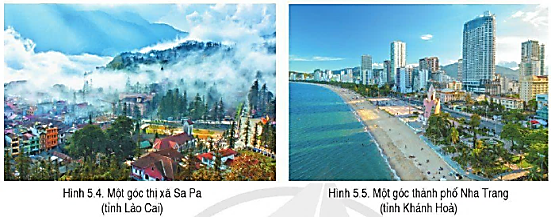 Hình 5.4. Một góc thị xã Sa Pa
(tỉnh Lào Cai)
Hình 5.5. Một góc thành phố Nha Trang
(tỉnh Khánh Hoà)